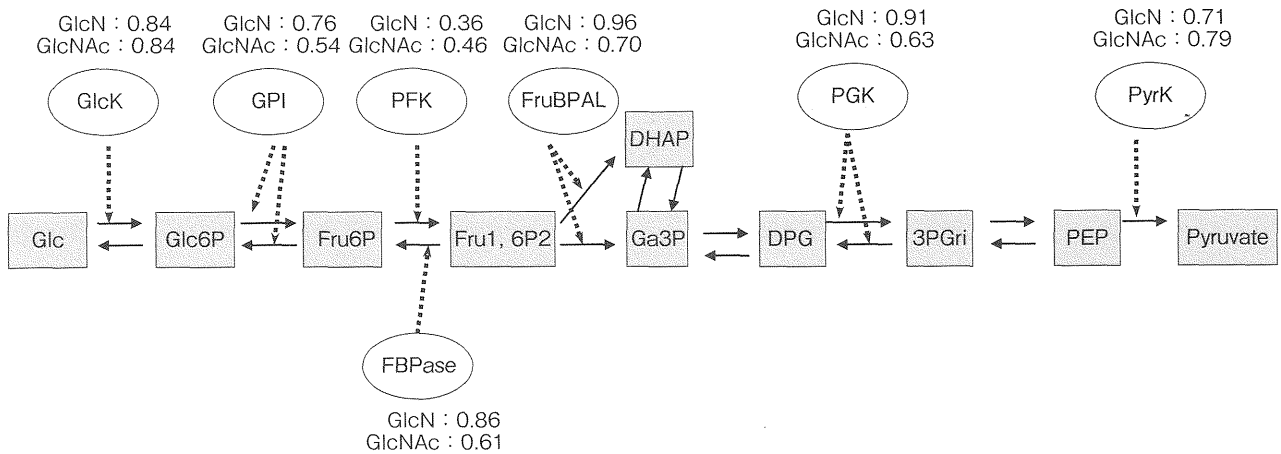 GlcN：0.84
GlcNAc：0.84
GlcN：0.76
GlcNAc：0.54
GlcN：0.36
GlcNAc：0.46
GlcN：0.96
GlcNAc：0.70
GlcN：0.91
GlcNAc：0.63
GlcN：0.71
GlcNAc：0.79
GlcK
GPI
PFK
FruBPAL
PGK
PyrK
DHAP
Glc
Glc6P
Fru6P
Fru1, 6P2
Ga3P
DPG
3PGri
PEP
Pyruvate
FBPase
GlcN：0.86
GlcNAc：0.61